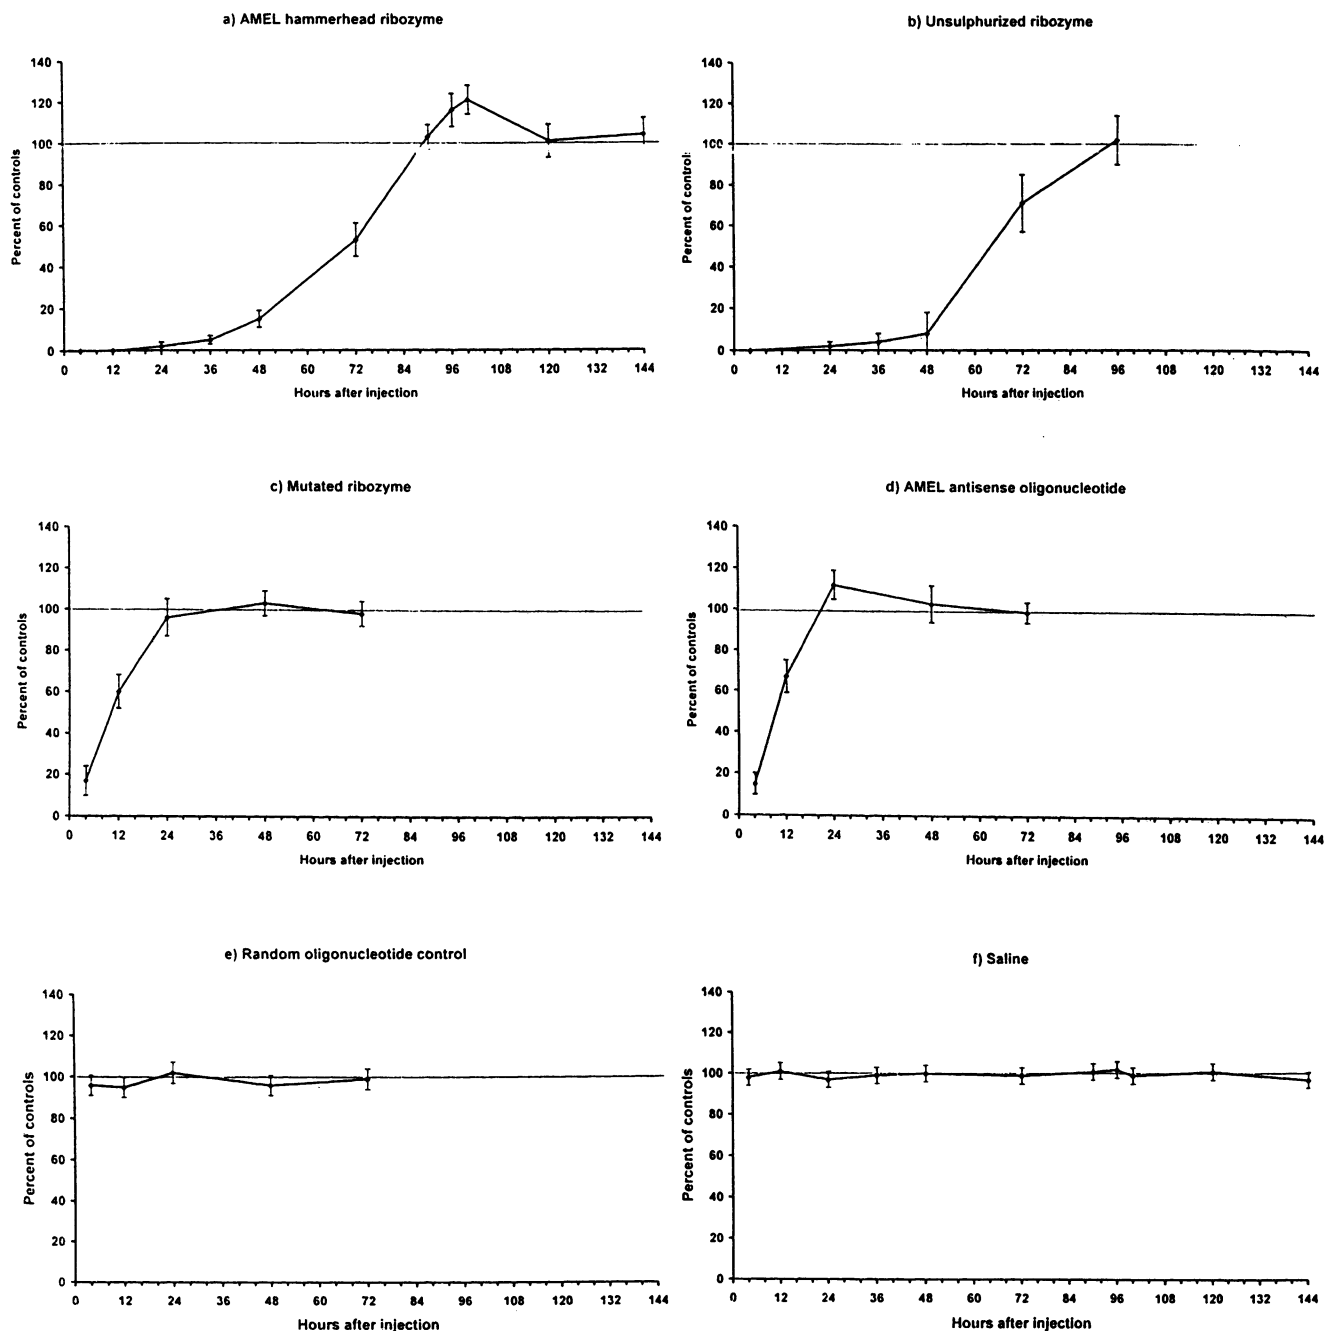 a) AMEL hammerhead ribozyme
140
120
100
80
60
40
20
0
Percent of controls
0 12 24 36 48 60 72 84 96 108 120 132 144
Hours after injection
b) Unsulphurized ribozyme
140
120
100
80
60
40
20
0
Percent of controls
0 12 24 36 48 60 72 84 96 108 120 132 144
Hours after injection
c) Mutated ribozyme
140
120
100
80
60
40
20
0
Percent of controls
0 12 24 36 48 60 72 84 96 108 120 132 144
Hours after injection
d) AMEL antisense oligonucleotide
140
120
100
80
60
40
20
0
Percent of controls
0 12 24 36 48 60 72 84 96 108 120 132 144
Hours after injection
e) Random oligonucleotide control
140
120
100
80
60
40
20
0
Percent of controls
0 12 24 36 48 60 72 84 96 108 120 132 144
Hours after injection
f) Saline
140
120
100
80
60
40
20
0
Percent of controls
0 12 24 36 48 60 72 84 96 108 120 132 144
Hours after injection